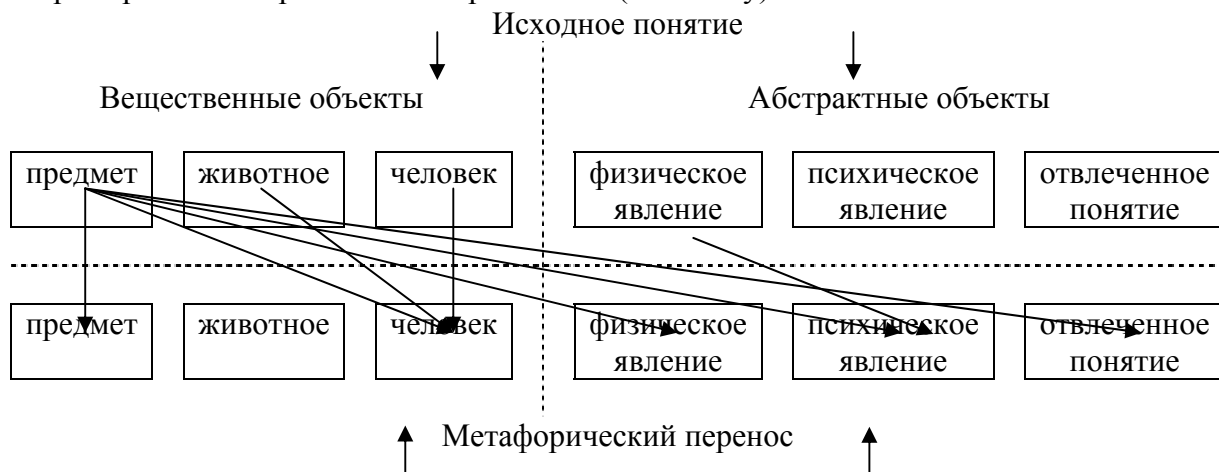 Исходное понятие
Вещественные объекты Абстрактные объекты
предмет животное человек физическое явление психическое явление отвлеченное понятие
предмет животное человек физическое явление психическое явление отвлеченное понятие
Метафорический перенос